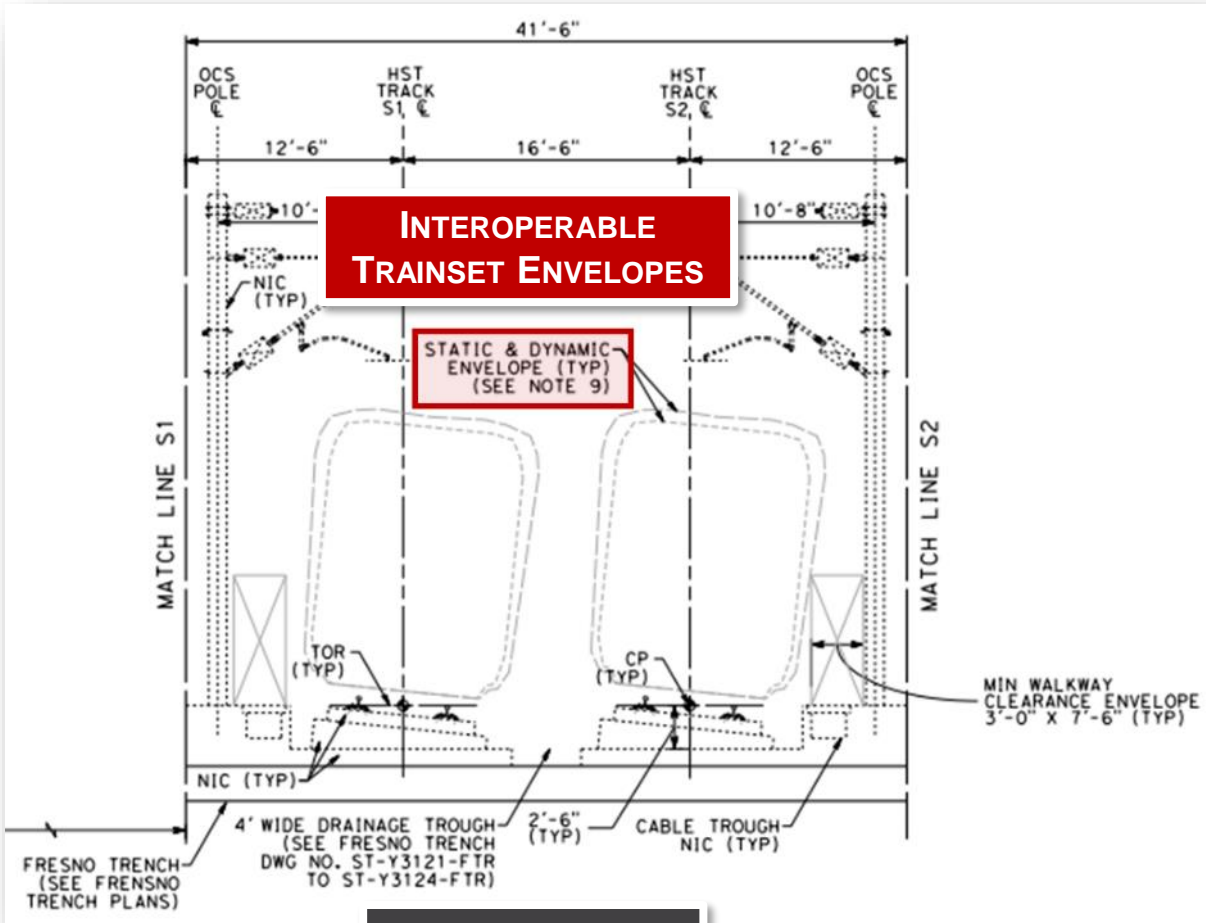 41'-6"
OCS
POLE
℄
HST
TRACK
S1 ℄
HST
TRACK
S2 ℄
OCS
POLE
℄
12'-6"
16'-6"
12'-6"
10'-
INTEROPERABLE
TRAINSET ENVELOPES
10'-8"
NIC
(TYP)
STATIC & DYNAMIC
ENVELOPE (TYP)
(SEE NOTE 9)
MATCH LINE S1
MATCH LINE S2
TOR
(TYP)
CP
(TYP)
MIN WALKWAY
CLEARANCE ENVELOPE
3'-0" X 7'-6" (TYP)
NIC (TYP)
4' WIDE DRAINAGE TROUGH
(SEE FRESNO TRENCH
DWG NO. ST-Y3121-FTR
TO ST-Y3124-FTR)
2'-6"
(TYP)
CABLE TROUGH
NIC (TYP)
FRESNO TRENCH
(SEE FRENSNO
TRENCH PLANS)